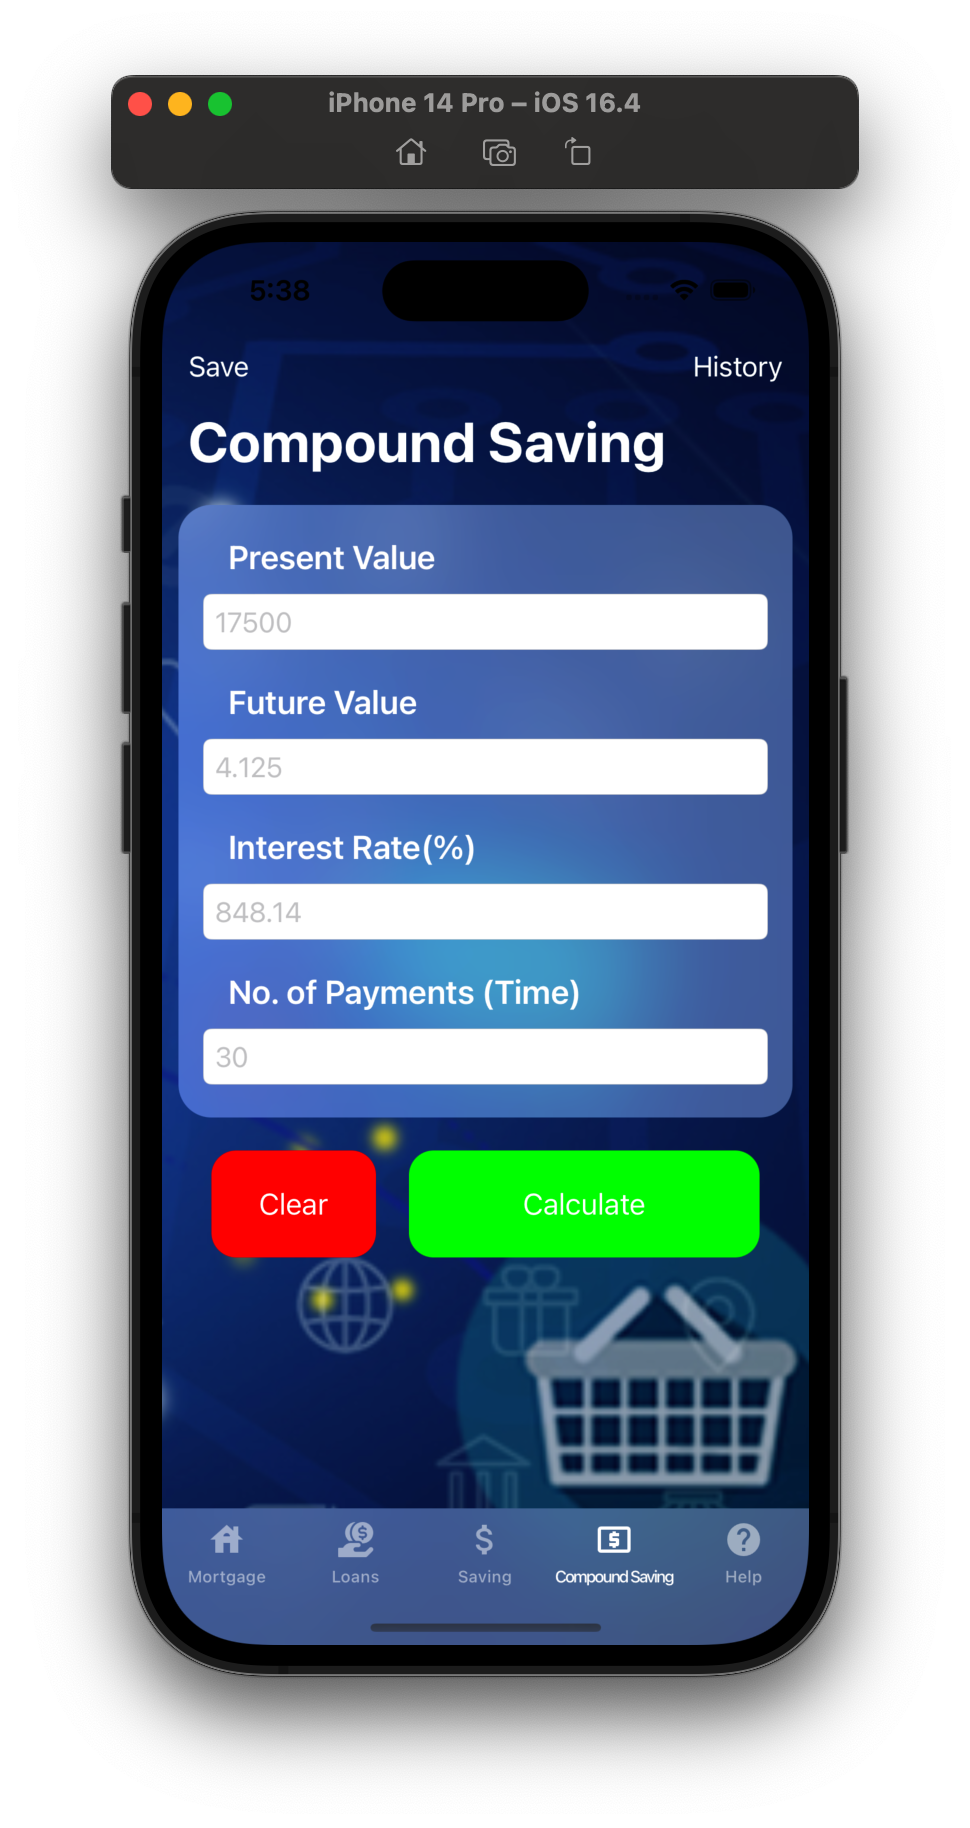 iPhone 14 Pro – iOS 16.4
5:38
Save History
Compound Saving
Present Value
17500
Future Value
4.125
Interest Rate(%)
848.14
No. of Payments (Time)
30
Clear Calculate
Mortgage Loans Saving Compound Saving Help